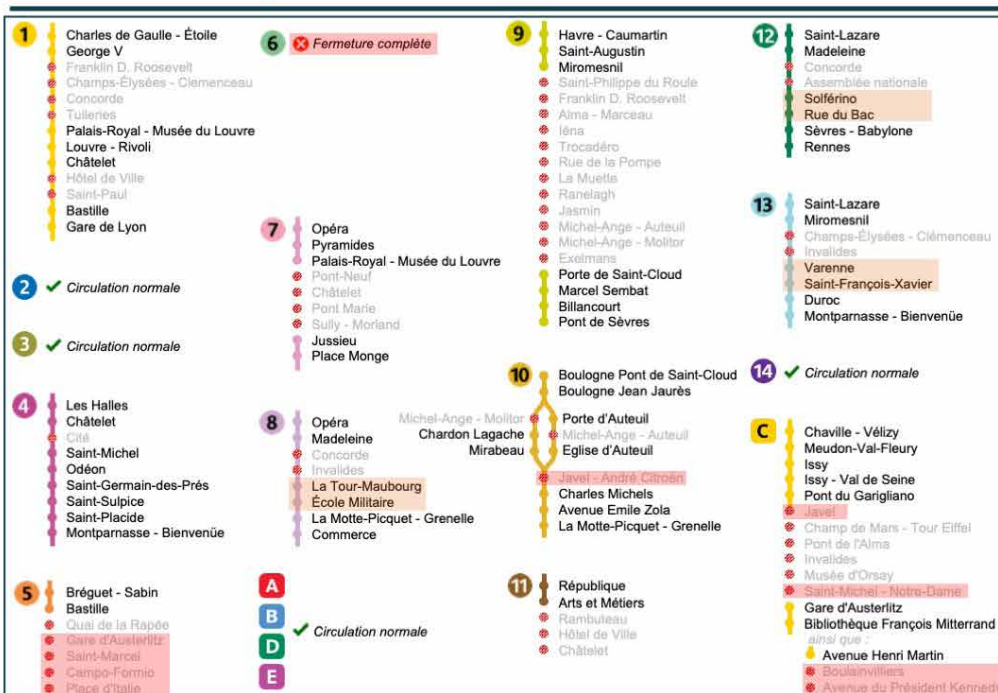 1
Charles de Gaulle - Étoile
George V
Franklin D. Roosevelt
Champs-Élysées - Clemenceau
Concorde
Tuileries
Palais-Royal - Musée du Louvre
Louvre - Rivoli
Châtelet
Hôtel de Ville
Saint-Paul
Bastille
Gare de Lyon
2
Circulation normale
3
Circulation normale
4
Les Halles
Châtelet
Cité
Saint-Michel
Odéon
Saint-Germain-des-Prés
Saint-Sulpice
Saint-Placide
Montparnasse - Bienvenüe
5
Bréguet - Sabin
Bastille
Quai de la Rapée
Gare d'Austerlitz
Saint-Marcel
Campo-Formio
Place d'Italie
6
Fermeture complète
7
Opéra
Pyramides
Palais-Royal - Musée du Louvre
Pont-Neuf
Châtelet
Pont Marie
Sully - Morland
Jussieu
Place Monge
8
Opéra
Madeleine
Concorde
Invalides
La Tour-Maubourg
École Militaire
La Motte-Picquet - Grenelle
Commerce
A
B
D
E
Circulation normale
9
Havre - Caumartin
Saint-Augustin
Miromesnil
Saint-Philippe du Roule
Franklin D. Roosevelt
Alma - Marceau
Iéna
Trocadéro
Rue de la Pompe
La Muette
Ranelagh
Jasmin
Michel-Ange - Auteuil
Michel-Ange - Molitor
Exelmans
Porte de Saint-Cloud
Marcel Sembat
Billancourt
Pont de Sèvres
10
Boulogne Pont de Saint-Cloud
Boulogne Jean Jaurès
Michel-Ange - Molitor
Porte d'Auteuil
Chardon Lagache
Michel-Ange - Auteuil
Mirabeau
Eglise d'Auteuil
Javel - André Citroën
Charles Michels
Avenue Emile Zola
La Motte-Picquet - Grenelle
11
République
Arts et Métiers
Rambuteau
Hôtel de Ville
Châtelet
12
Saint-Lazare
Madeleine
Concorde
Assemblée nationale
Solférino
Rue du Bac
Sèvres - Babylone
Rennes
13
Saint-Lazare
Miromesnil
Champs-Élysées - Clémenceau
Invalides
Varenne
Saint-François-Xavier
Duroc
Montparnasse - Bienvenüe
14
Circulation normale
C
Chaville - Vélizy
Meudon-Val-Fleury
Issy
Issy - Val de Seine
Pont du Garigliano
Javel
Champ de Mars - Tour Eiffel
Pont de l'Alma
Invalides
Musée d'Orsay
Saint-Michel - Notre-Dame
Gare d'Austerlitz
Bibliothèque François Mitterrand
ainsi que :
Avenue Henri Martin
Boulainvilliers
Avenue du Président Kennedy